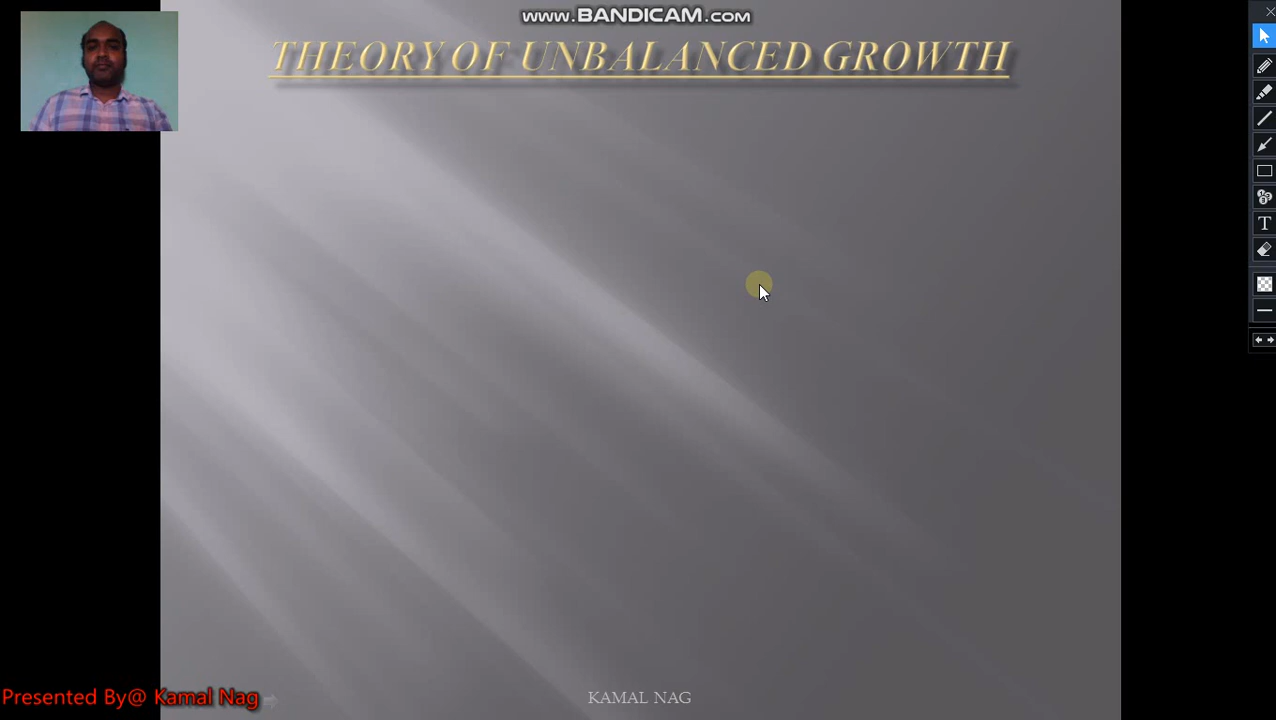 www.BANDICAM.com
THEORY OF UNBALANCED GROWTH
T
Presented By@ Kamal Nag
KAMAL NAG